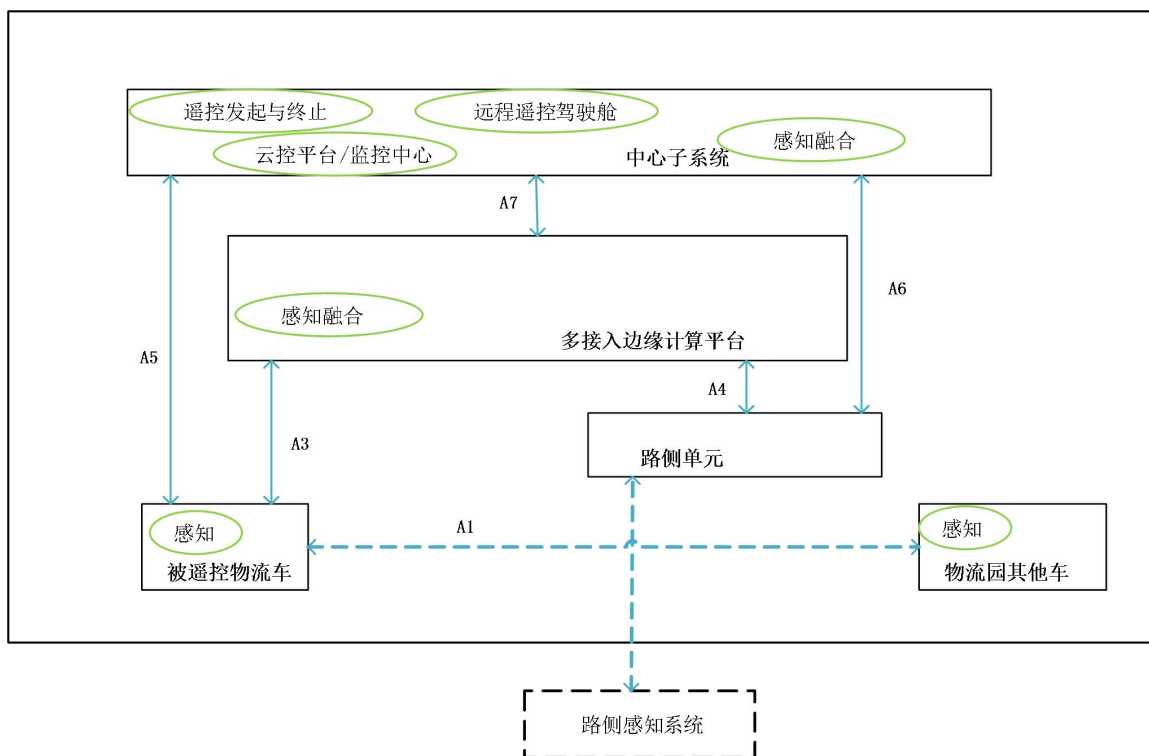 遥控发起与终止
远程遥控驾驶舱
云控平台/监控中心
感知融合
中心子系统
A7
A6
感知融合
多接入边缘计算平台
A5
A4
A3
路侧单元
感知
A1
感知
被遥控物流车
物流园其他车
路侧感知系统